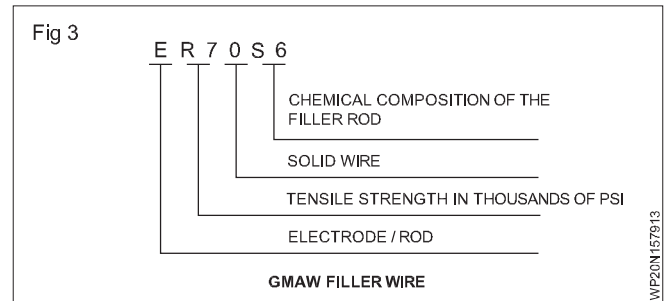 Fig 3
E R 7 0 S 6
CHEMICAL COMPOSITION OF THE
FILLER ROD
SOLID WIRE
TENSILE STRENGTH IN THOUSANDS OF PSI
ELECTRODE / ROD
GMAW FILLER WIRE
WP20N157913